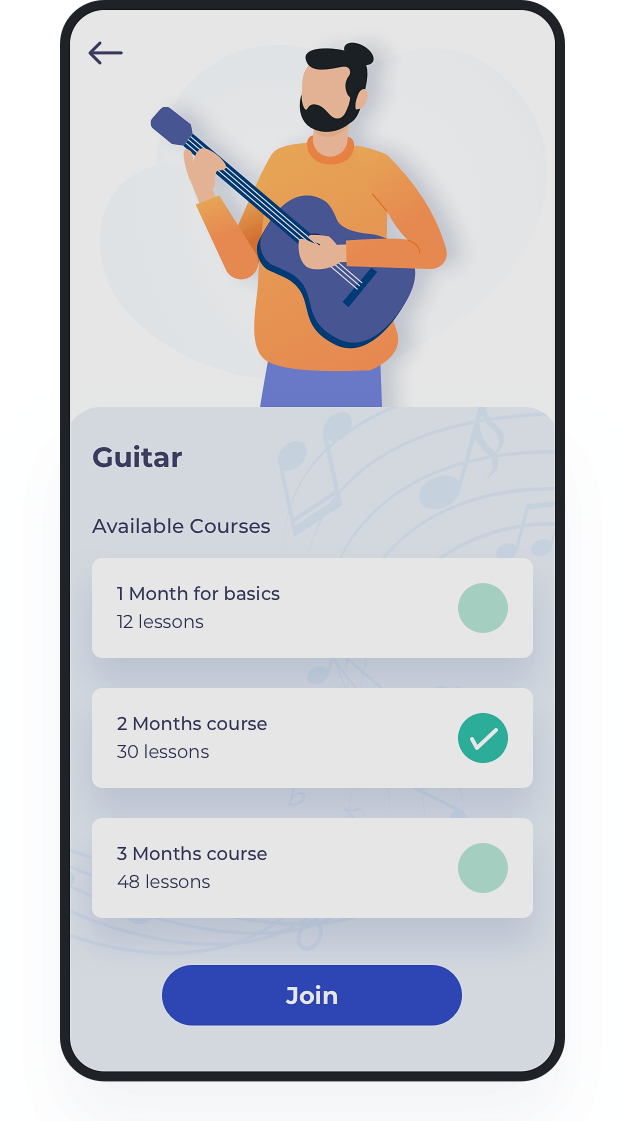 Guitar
Available Courses
1 Month for basics
12 lessons
2 Months course
30 lessons
3 Months course
48 lessons
Join